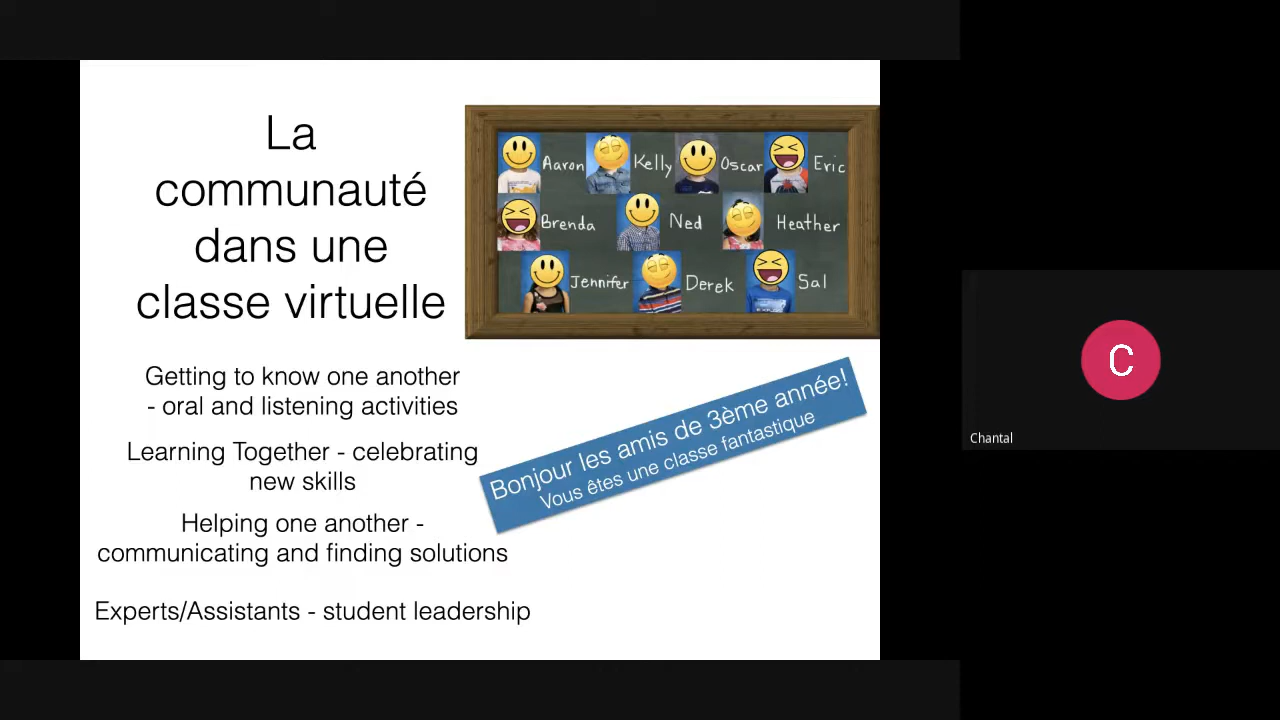 La
communauté
dans une
classe virtuelle
Aaron Kelly Oscar Eric
Brenda Ned Heather
Jennifer Derek Sal
Getting to know one another
- oral and listening activities
Learning Together - celebrating
new skills
Helping one another -
communicating and finding solutions
Experts/Assistants - student leadership
Bonjour les amis de 3ème année!
Vous êtes une classe fantastique
C
Chantal